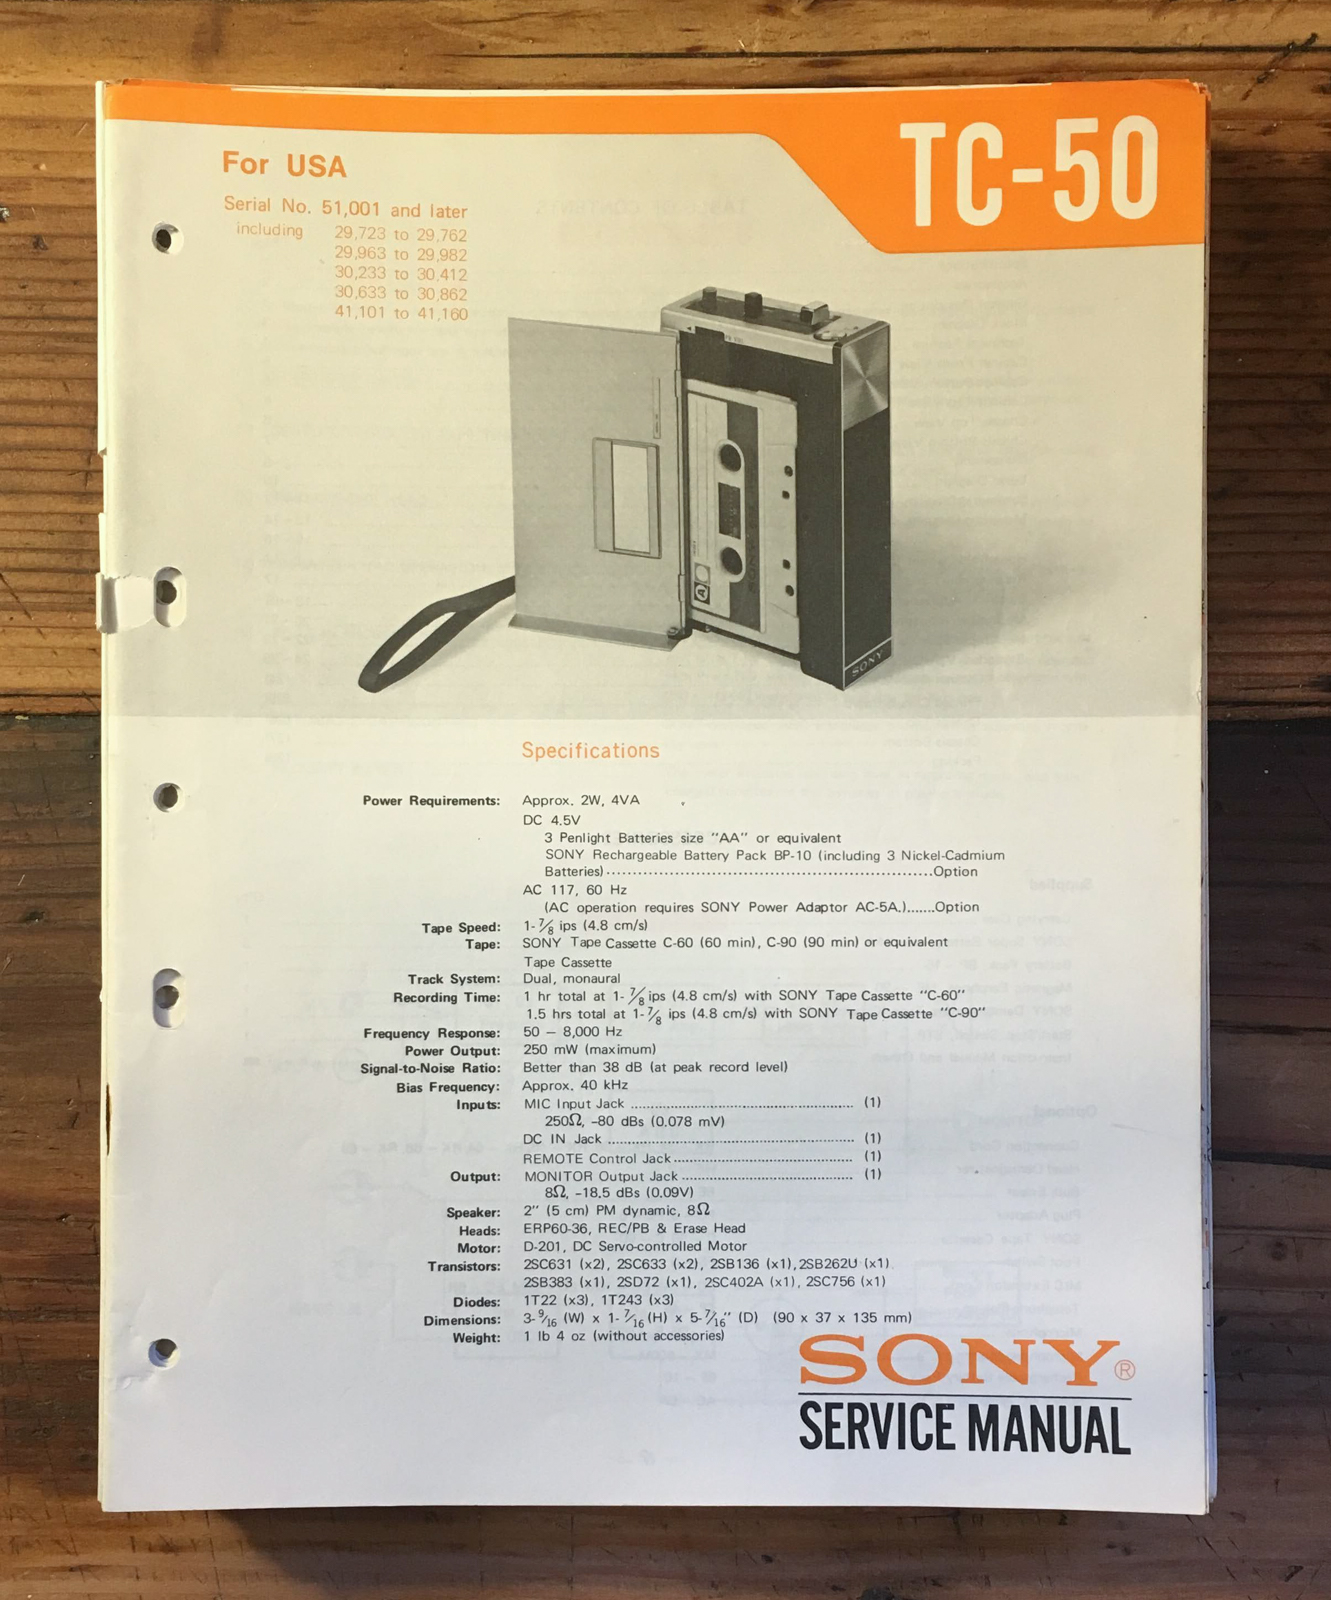 TC-50
For USA
Serial No. 51,001 and later
including 29,723 to 29,762
29,963 to 29,982
30,233 to 30,412
30,633 to 30,862
41,101 to 41,160
A
SONY
Specifications
Power Requirements: Approx. 2W, 4VA
DC 4.5V
3 Penlight Batteries size "AA" or equivalent
SONY Rechargeable Battery Pack BP-10 (including 3 Nickel-Cadmium
Batteries)..............................................................Option
AC 117, 60 Hz
(AC operation requires SONY Power Adaptor AC-5A.).......Option
Tape Speed: 1-7/8 ips (4.8 cm/s)
Tape: SONY Tape Cassette C-60 (60 min), C-90 (90 min) or equivalent
Tape Cassette
Track System: Dual, monaural
Recording Time: 1 hr total at 1-7/8 ips (4.8 cm/s) with SONY Tape Cassette "C-60"
1.5 hrs total at 1-7/8 ips (4.8 cm/s) with SONY Tape Cassette "C-90"
Frequency Response: 50 – 8,000 Hz
Power Output: 250 mW (maximum)
Signal-to-Noise Ratio: Better than 38 dB (at peak record level)
Bias Frequency: Approx. 40 kHz
Inputs: MIC Input Jack .................................................... (1)
250Ω, -80 dBs (0.078 mV)
DC IN Jack .......................................................... (1)
REMOTE Control Jack .......................................... (1)
Output: MONITOR Output Jack ........................................ (1)
8Ω, -18.5 dBs (0.09V)
Speaker: 2" (5 cm) PM dynamic, 8Ω
Heads: ERP60-36, REC/PB & Erase Head
Motor: D-201, DC Servo-controlled Motor
Transistors: 2SC631 (x2), 2SC633 (x2), 2SB136 (x1), 2SB262U (x1),
2SB383 (x1), 2SD72 (x1), 2SC402A (x1), 2SC756 (x1)
Diodes: 1T22 (x3), 1T243 (x3)
Dimensions: 3-9/16 (W) x 1-7/16 (H) x 5-7/16" (D) (90 x 37 x 135 mm)
Weight: 1 lb 4 oz (without accessories)
SONY®
SERVICE MANUAL